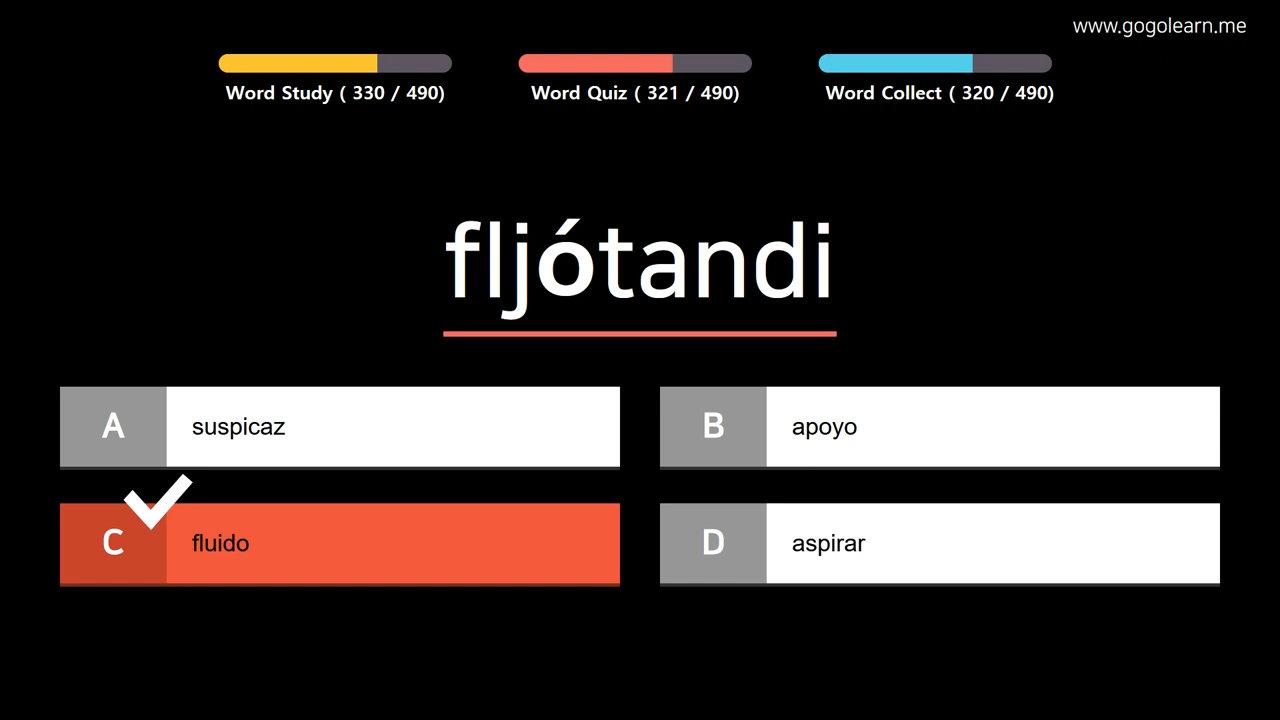 www.gogolearn.me
Word Study ( 330 / 490)
Word Quiz ( 321 / 490)
Word Collect ( 320 / 490)
fljótandi
A suspicaz
B apoyo
C fluido
D aspirar